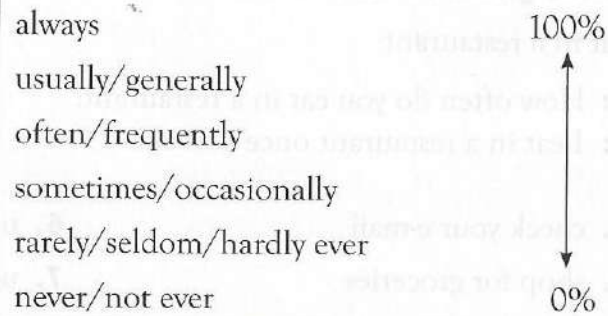 always 100%
usually/generally
often/frequently
sometimes/occasionally
rarely/seldom/hardly ever
never/not ever 0%